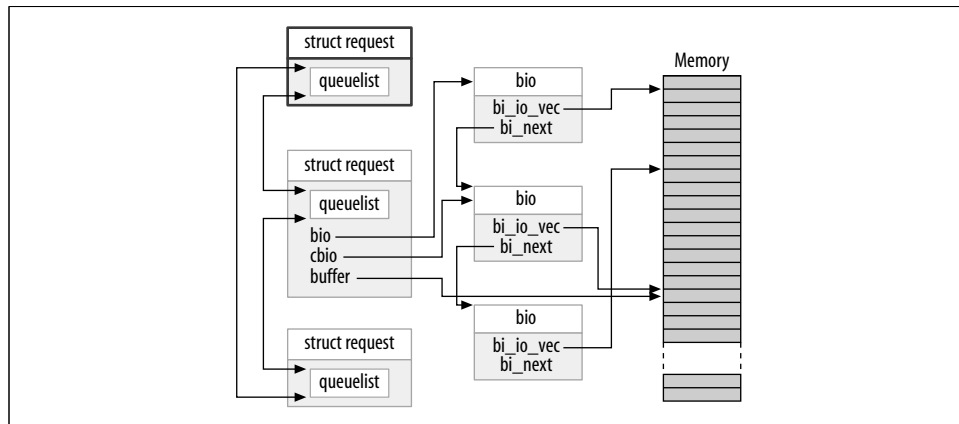 struct request
queuelist
struct request
queuelist
bio
cbio
buffer
struct request
queuelist
bio
bi_io_vec
bi_next
bio
bi_io_vec
bi_next
bio
bi_io_vec
bi_next
Memory